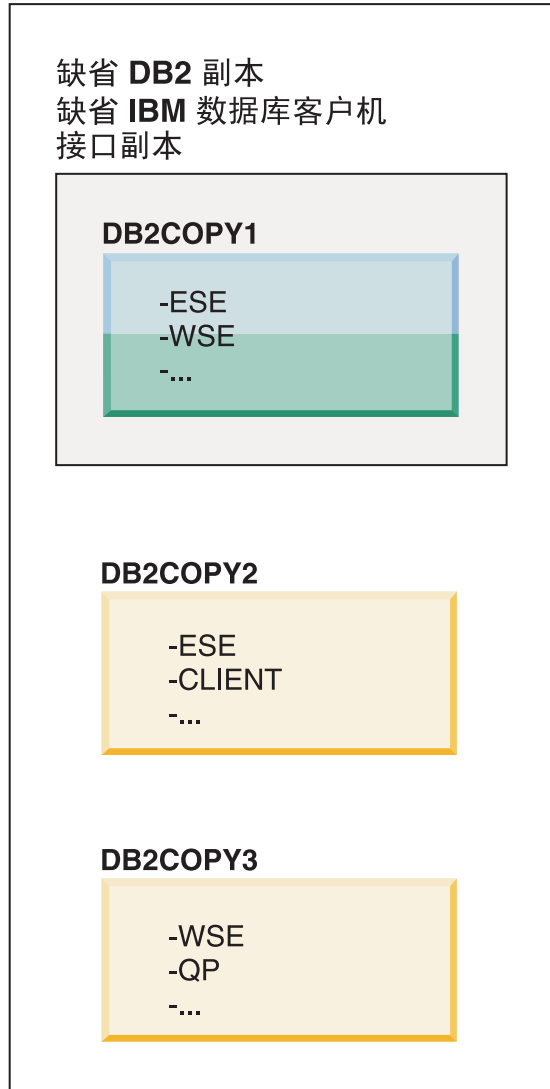 缺省 DB2 副本
缺省 IBM 数据库客户机
接口副本
DB2COPY1
-ESE
-WSE
-...
DB2COPY2
-ESE
-CLIENT
-...
DB2COPY3
-WSE
-QP
-...